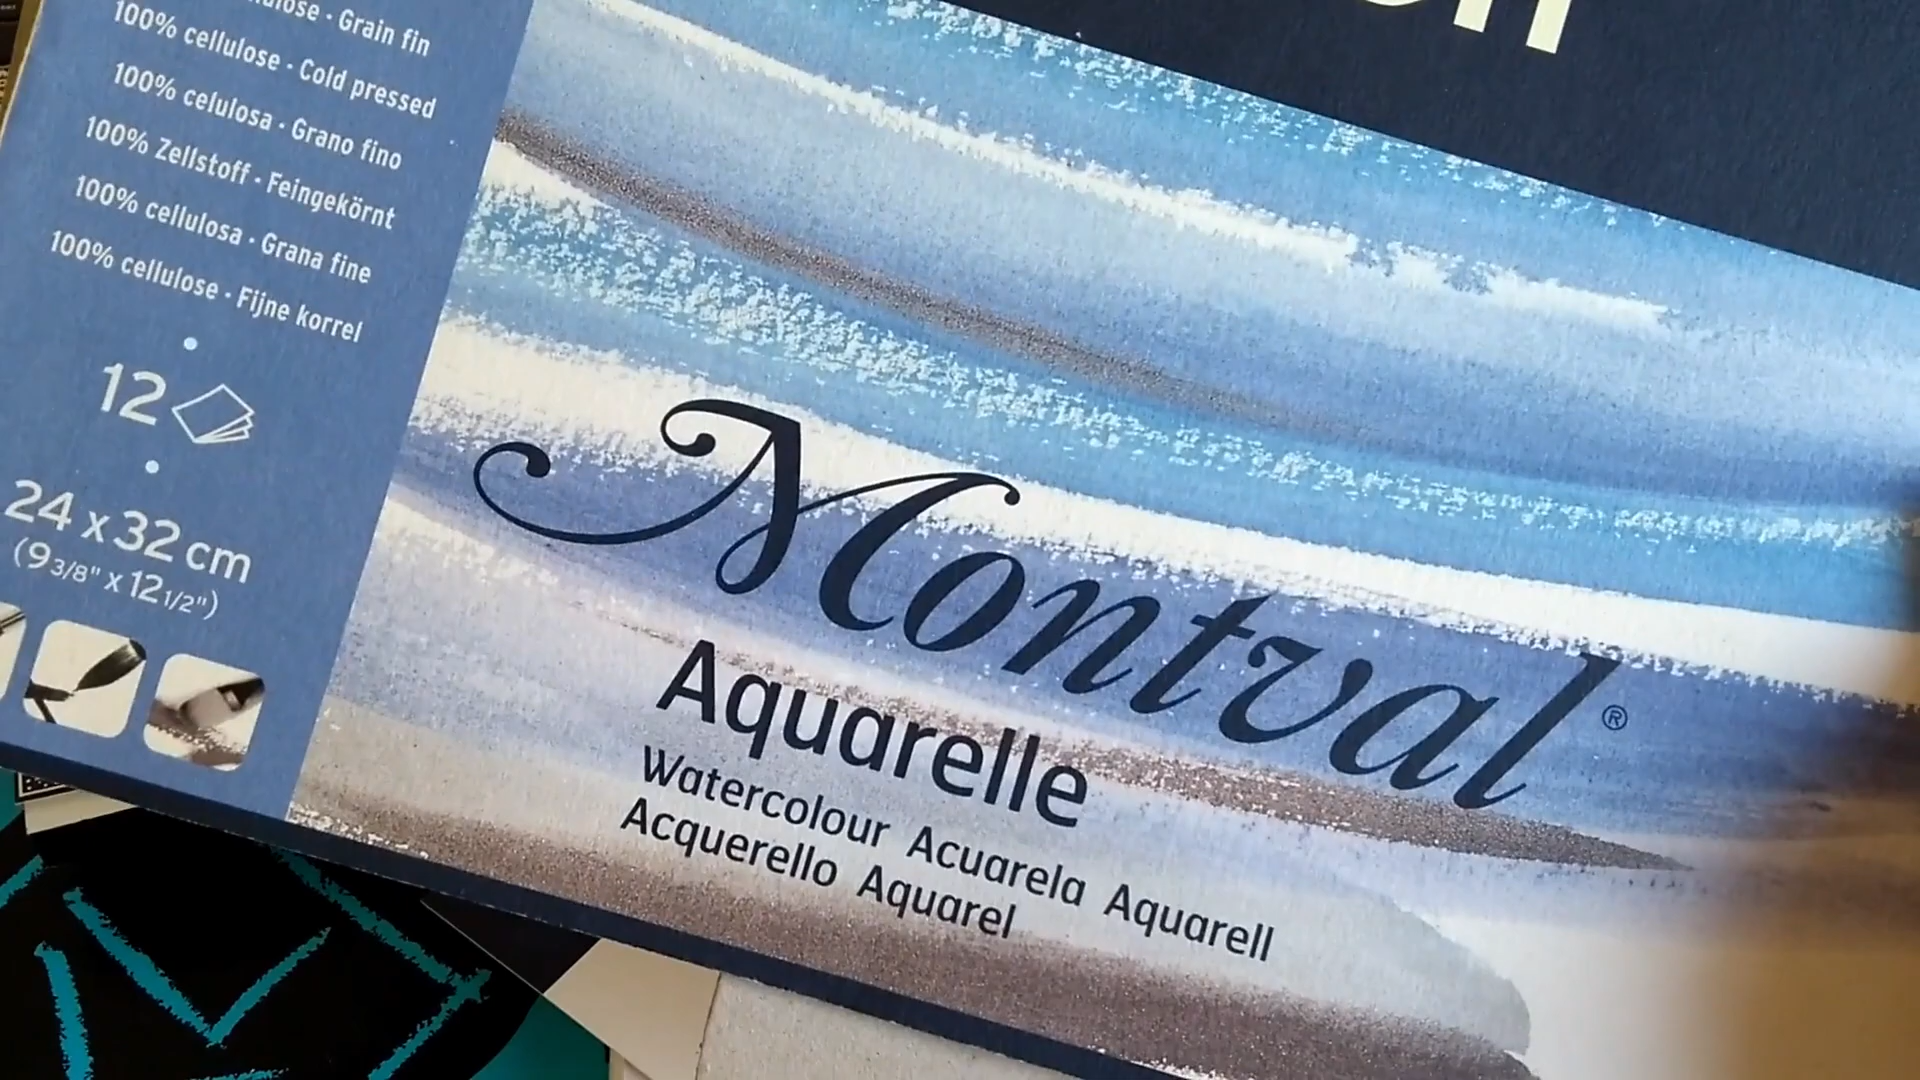 Grain fin
100% cellulose · Cold pressed
100% celulosa · Grano fino
100% Zellstoff · Feingekörnt
100% cellulosa · Grana fine
100% cellulose · Fijne korrel
12
24 x 32 cm
(9 3/8" x 12 1/2")
Montval®
Aquarelle
Watercolour Acuarela Aquarell
Acquerello Aquarel